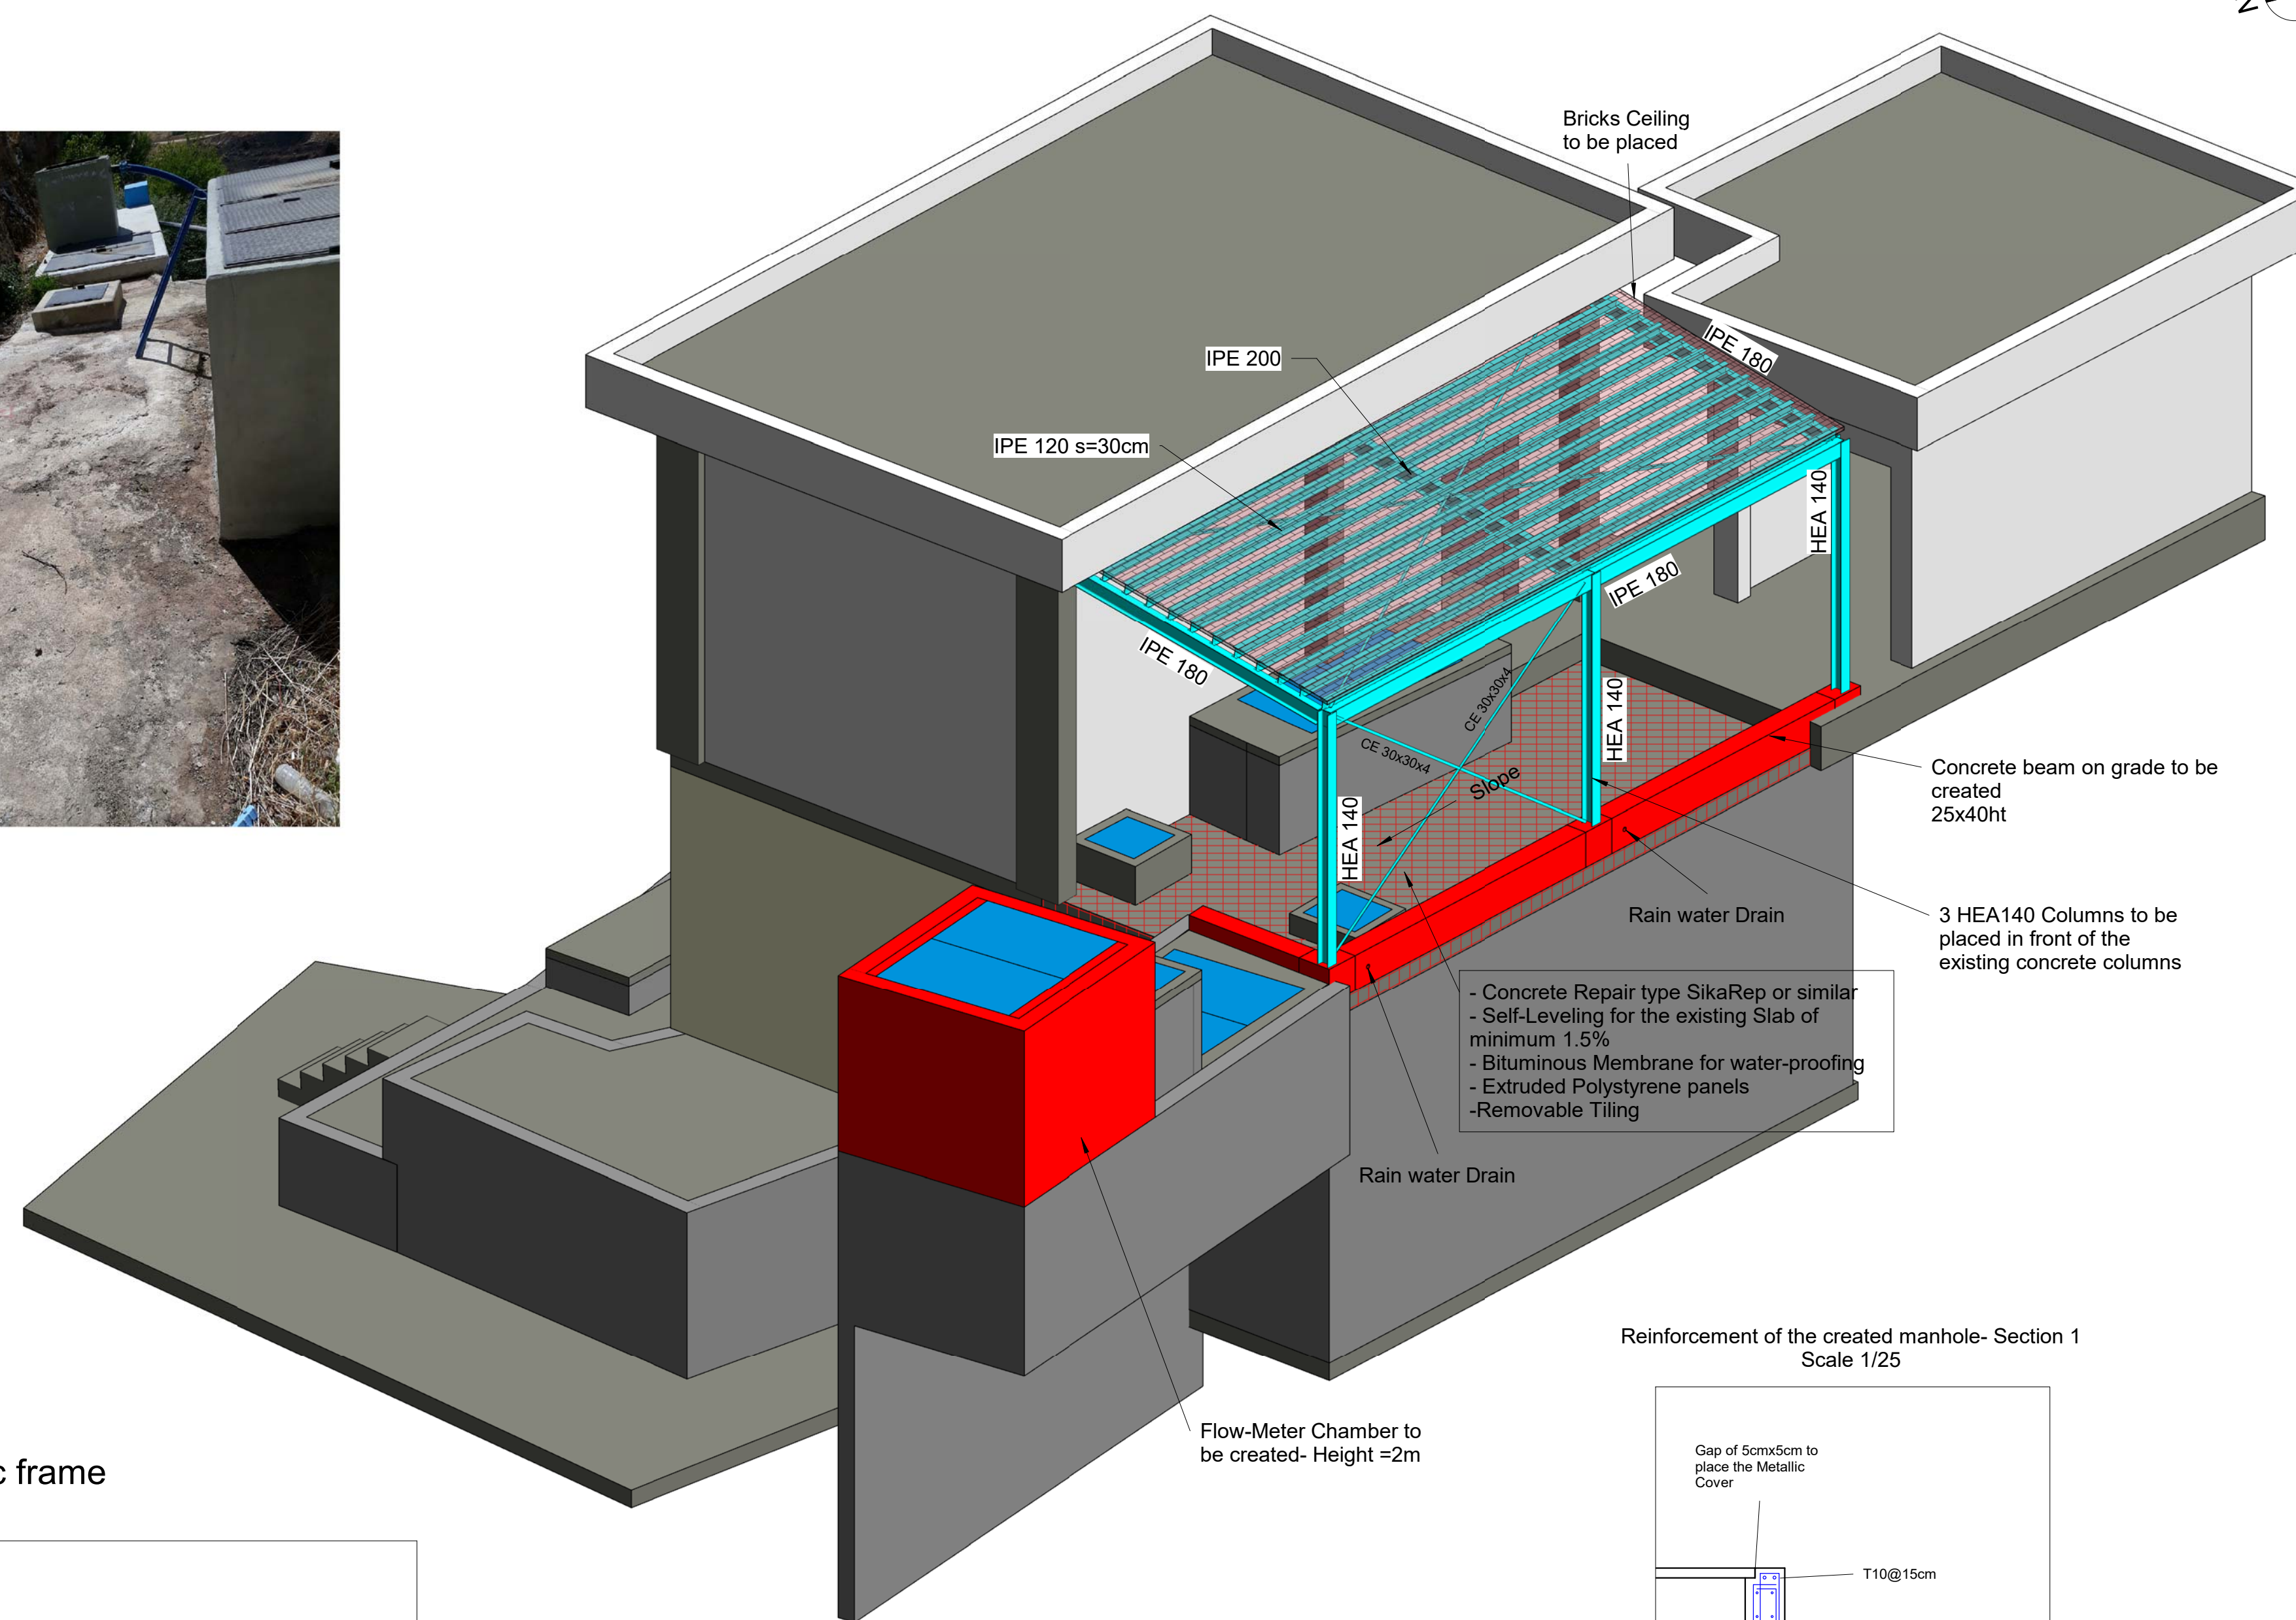 N
Bricks Ceiling
to be placed
IPE 200
IPE 180
IPE 120 s=30cm
HEA 140
IPE 180
IPE 180
CE 30x30x4
HEA 140
CE 30x30x4
Slope
HEA 140
Concrete beam on grade to be
created
25x40ht
Rain water Drain
3 HEA140 Columns to be
placed in front of the
existing concrete columns
- Concrete Repair type SikaRep or similar
- Self-Leveling for the existing Slab of
minimum 1.5%
- Bituminous Membrane for water-proofing
- Extruded Polystyrene panels
-Removable Tiling
Rain water Drain
Reinforcement of the created manhole- Section 1
Scale 1/25
Flow-Meter Chamber to
be created- Height =2m
Gap of 5cmx5cm to
place the Metallic
Cover
frame
T10@15cm